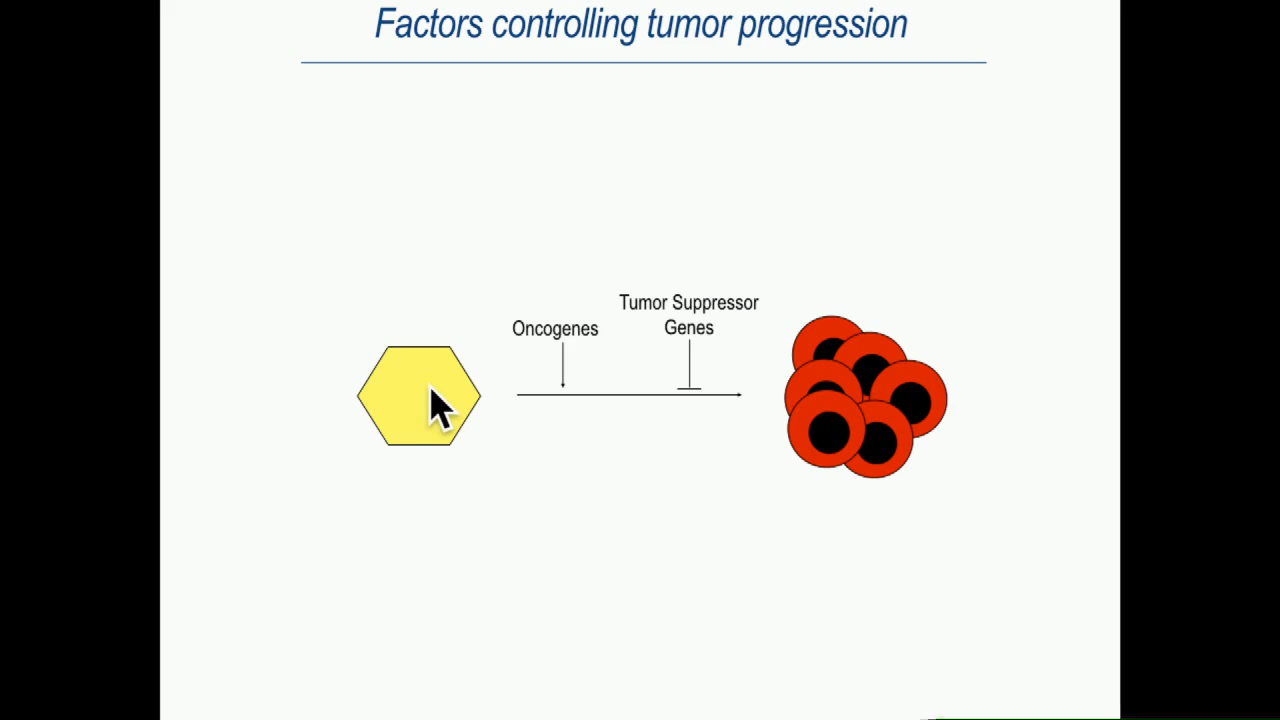 Factors controlling tumor progression
Tumor Suppressor
Genes
Oncogenes